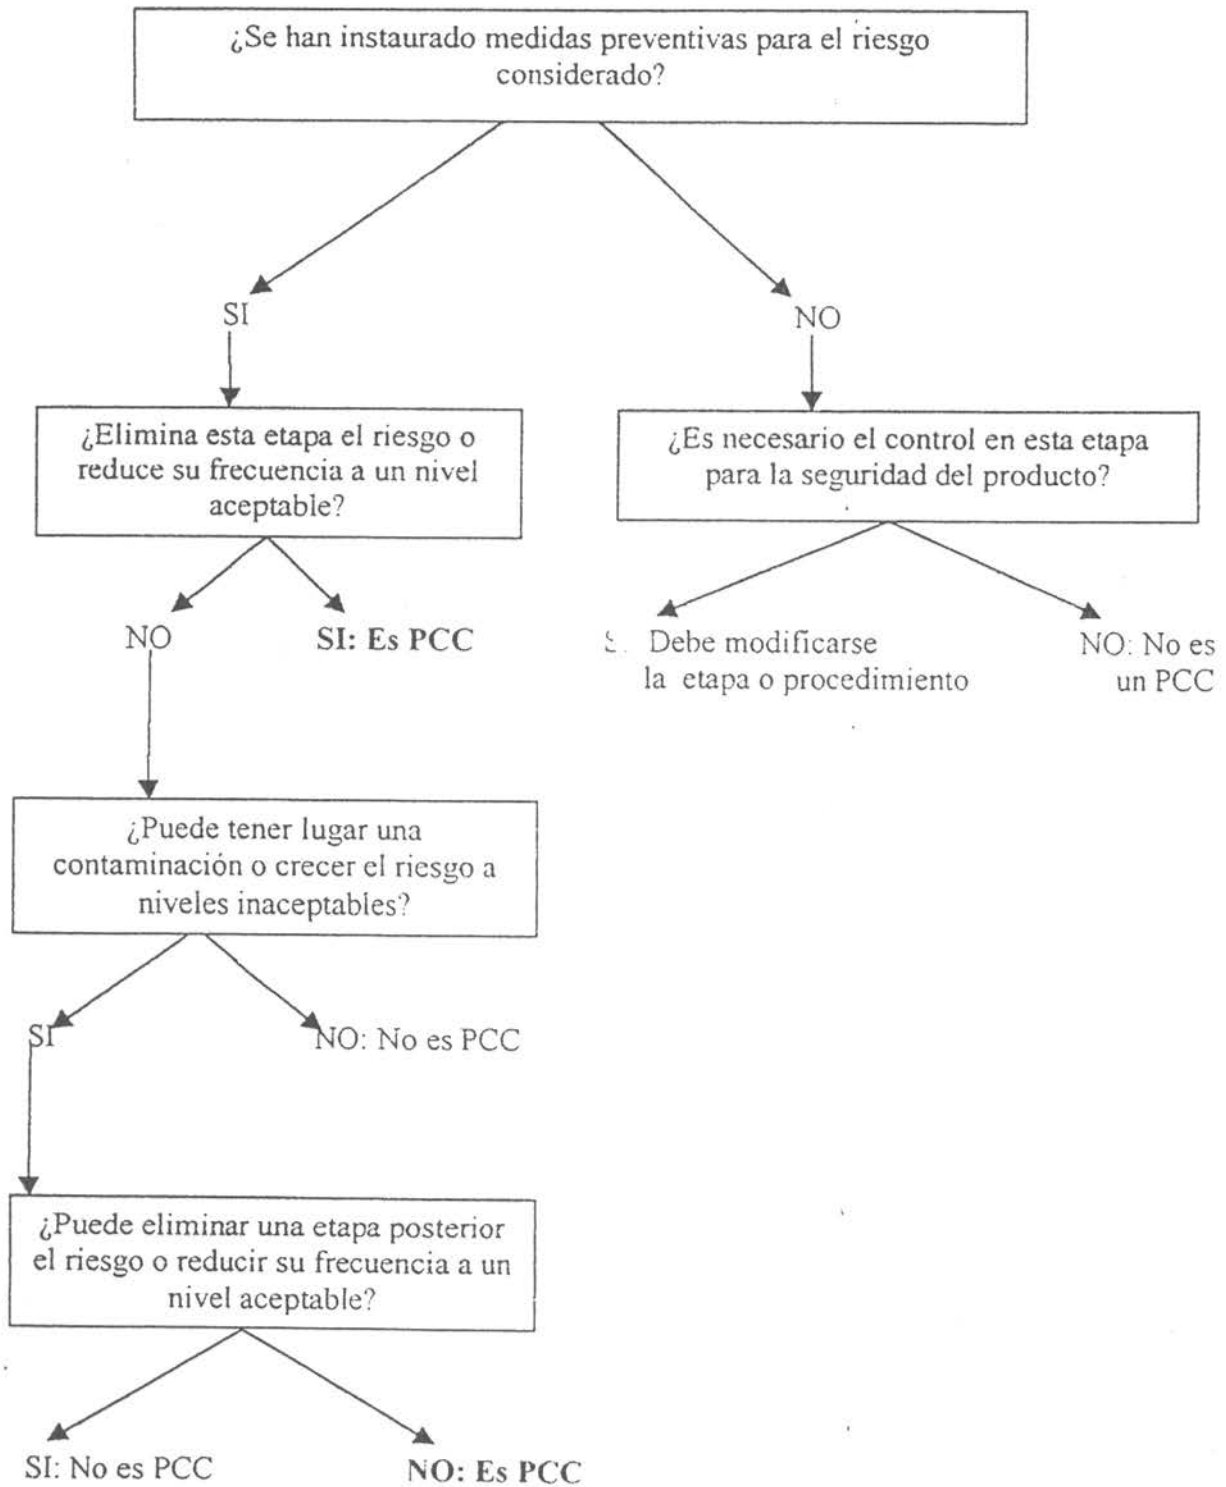 ¿Se han instaurado medidas preventivas para el riesgo
considerado?
SI
NO
¿Elimina esta etapa el riesgo o
reduce su frecuencia a un nivel
aceptable?
¿Es necesario el control en esta etapa
para la seguridad del producto?
NO
SI: Es PCC
Debe modificarse
la etapa o procedimiento
NO: No es
un PCC
¿Puede tener lugar una
contaminación o crecer el riesgo a
niveles inaceptables?
SI
NO: No es PCC
¿Puede eliminar una etapa posterior
el riesgo o reducir su frecuencia a un
nivel aceptable?
SI: No es PCC
NO: Es PCC